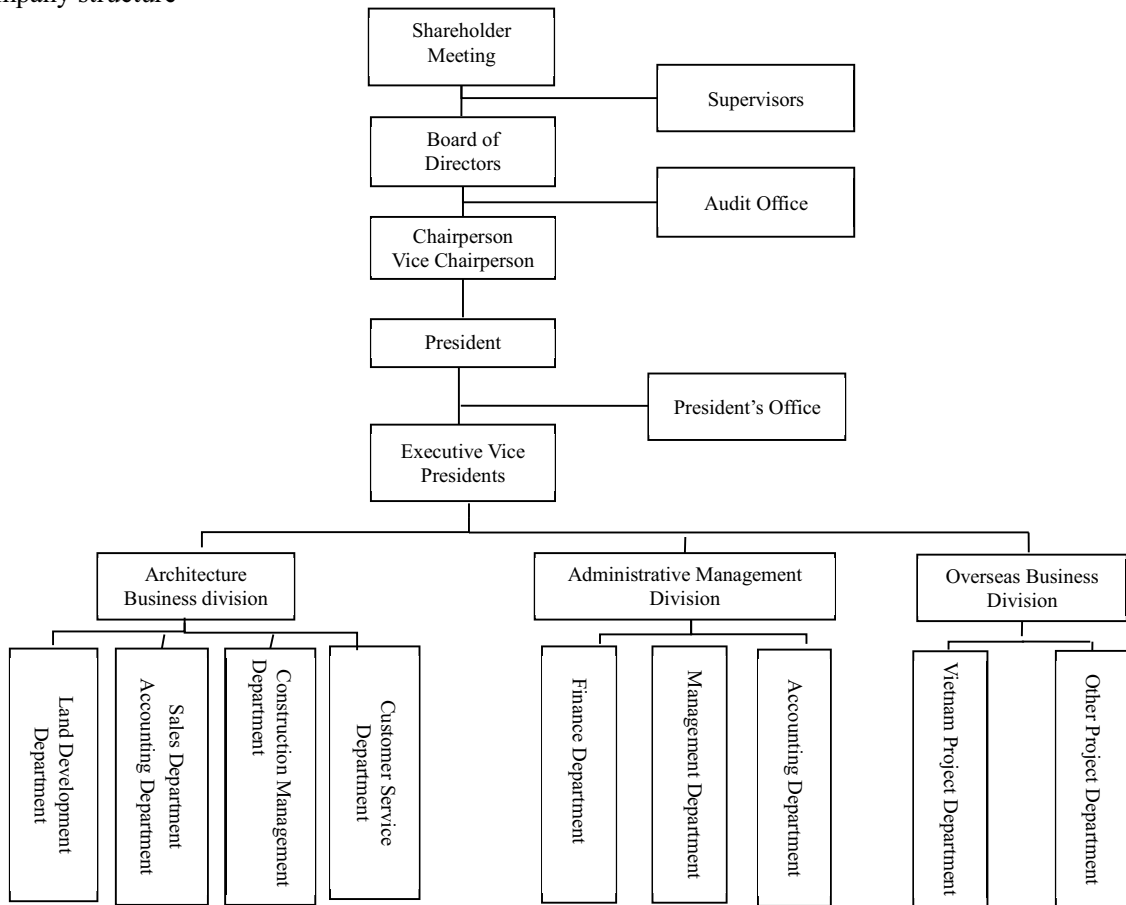 mpany structure
Shareholder
Meeting
Supervisors
Board of
Directors
Audit Office
Chairperson
Vice Chairperson
President
President’s Office
Executive Vice
Presidents
Architecture
Business division
Administrative Management
Division
Overseas Business
Division
Land Development
Department
Sales Department
Accounting Department
Construction Management
Department
Customer Service
Department
Finance Department
Management Department
Accounting Department
Vietnam Project Department
Other Project Department